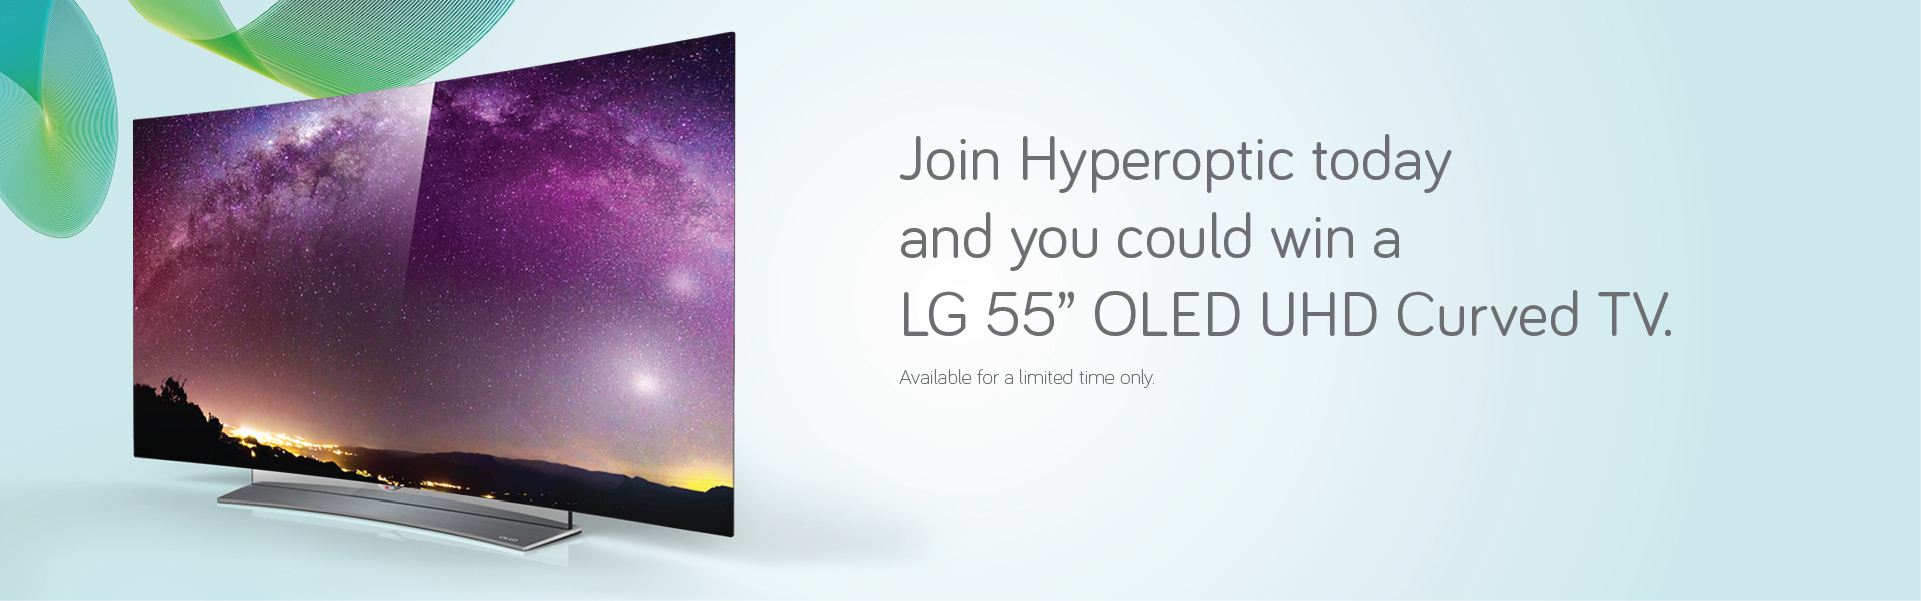 Join Hyperoptic today
and you could win a
LG 55” OLED UHD Curved TV.
Available for a limited time only.